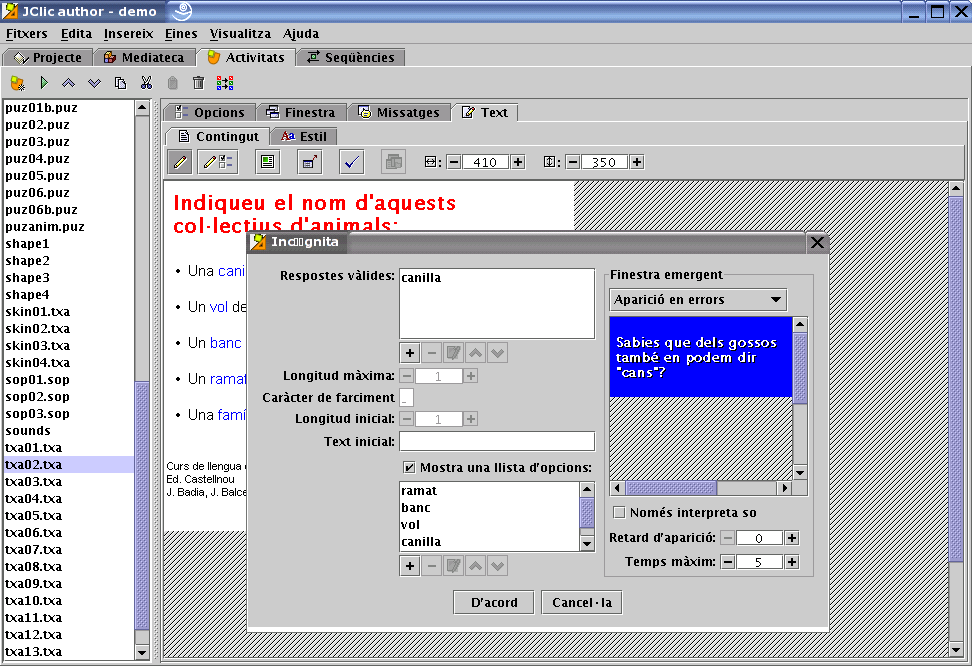 JClic author - demo
Fitxers Edita Insereix Eines Visualitza Ajuda
Projecte Mediateca Activitats Seqüències
puz01b.puz
puz02.puz
puz03.puz
puz04.puz
puz05.puz
puz06.puz
puz06b.puz
puzanim.puz
shape1
shape2
shape3
shape4
skin01.txa
skin02.txa
skin03.txa
skin04.txa
sop01.sop
sop02.sop
sop03.sop
sounds
txa01.txa
txa02.txa
txa03.txa
txa04.txa
txa05.txa
txa06.txa
txa07.txa
txa08.txa
txa09.txa
txa10.txa
txa11.txa
txa12.txa
txa13.txa
Opcions Finestra Missatges Text
Contingut Estil
410 350
Indiqueu el nom d'aquests
col·lectius d'animals:
• Una cani
• Un vol de
• Un banc
• Un ramat
• Una famí
Curs de llengua
Ed. Castellnou
J. Badia, J. Balce
Incògnita
Respostes vàlides:
canilla
Longitud màxima: 1
Caràcter de farciment _
Longitud inicial: 1
Text inicial:
Mostra una llista d'opcions:
ramat
banc
vol
canilla
Finestra emergent
Aparició en errors
Sabies que dels gossos
també en podem dir
"cans"?
Només interpreta so
Retard d'aparició: 0
Temps màxim: 5
D'acord Cancel·la